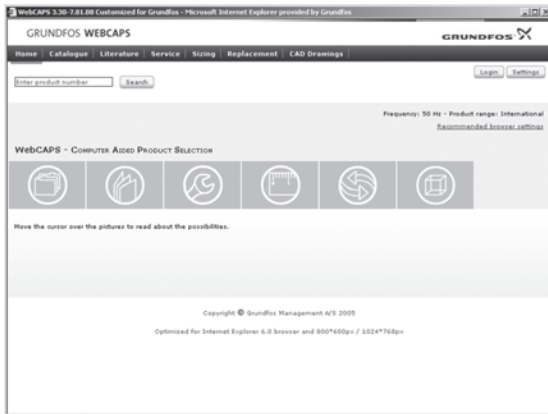 WebCAPS 3.30-7.81.08 Customized for Grundfos - Microsoft Internet Explorer provided by Grundfos
GRUNDFOS WEBCAPS
GRUNDFOS
Home Catalogue Literature Service Sizing Replacement CAD Drawings
Login Settings
Enter product number Search
Frequency: 50 Hz - Product range: International
Recommended browser settings
WebCAPS - Computer Aided Product Selection
Move the cursor over the pictures to read about the possibilities.
Copyright © Grundfos Management A/S 2005
Optimized for Internet Explorer 6.0 browser and 800*600px / 1024*768px